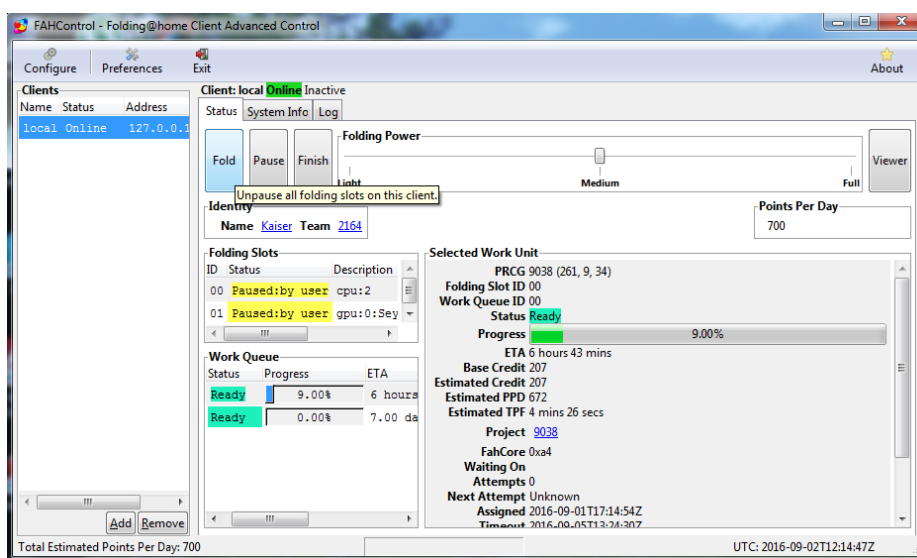 FAHControl - Folding@home Client Advanced Control
Configure Preferences Exit About
Clients
Name Status Address
local Online 127.0.0.1
Add Remove
Client: local Online Inactive
Status System Info Log
Fold Pause Finish
Folding Power
Light Medium Full
Viewer
Unpause all folding slots on this client.
Identity
Name Kaiser Team 2164
Points Per Day
700
Folding Slots
ID Status Description
00 Paused:by user cpu:2
01 Paused:by user gpu:0:Sey
Work Queue
Status Progress ETA
Ready 9.00% 6 hours
Ready 0.00% 7.00 da
Selected Work Unit
PRCG 9038 (261, 9, 34)
Folding Slot ID 00
Work Queue ID 00
Status Ready
Progress 9.00%
ETA 6 hours 43 mins
Base Credit 207
Estimated Credit 207
Estimated PPD 672
Estimated TPF 4 mins 26 secs
Project 9038
FahCore 0xa4
Waiting On
Attempts 0
Next Attempt Unknown
Assigned 2016-09-01T17:14:54Z
Timeout 2016-09-05T13:24:30Z
Total Estimated Points Per Day: 700
UTC: 2016-09-02T12:14:47Z